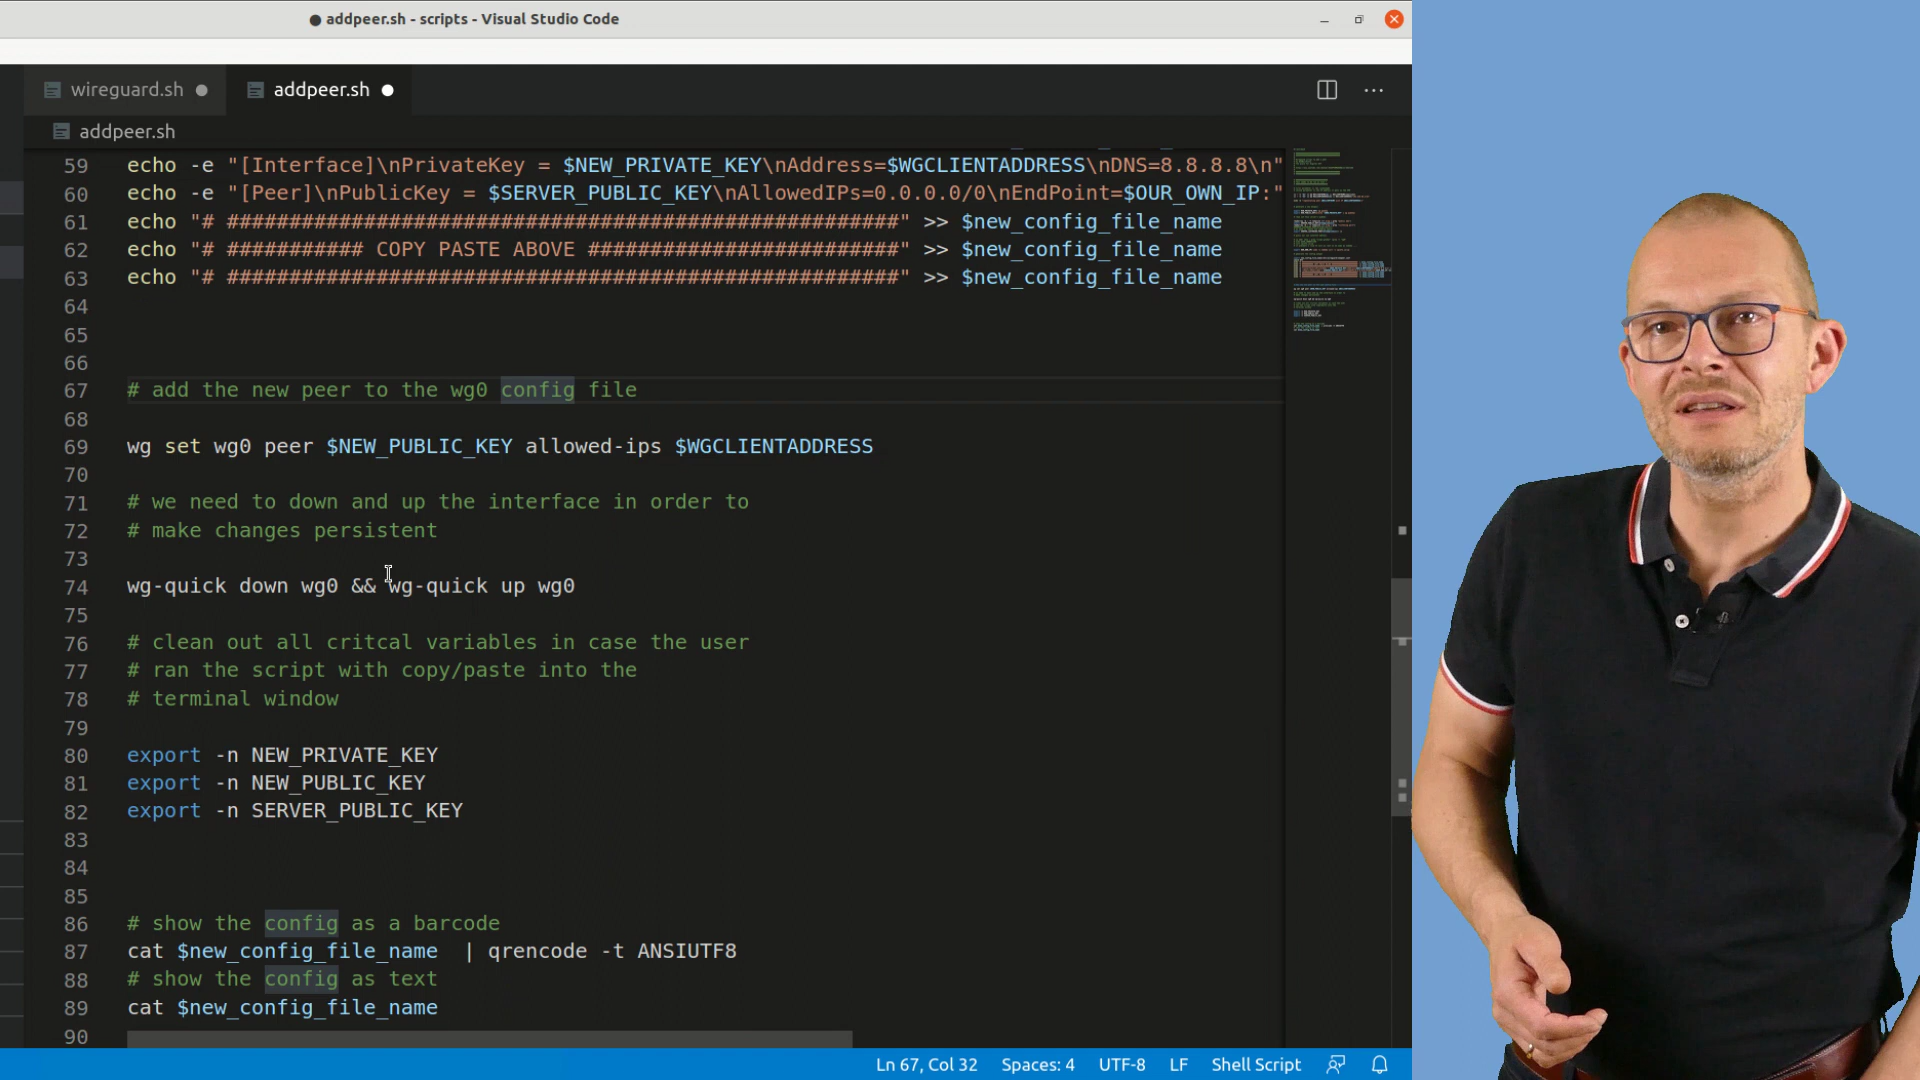 ● addpeer.sh - scripts - Visual Studio Code
wireguard.sh ●
addpeer.sh ●
addpeer.sh
59 echo -e "[Interface]\nPrivateKey = $NEW_PRIVATE_KEY\nAddress=$WGCLIENTADDRESS\nDNS=8.8.8.8\n"
60 echo -e "[Peer]\nPublicKey = $SERVER_PUBLIC_KEY\nAllowedIPs=0.0.0.0/0\nEndPoint=$OUR_OWN_IP:"
61 echo "# ######################################################" >> $new_config_file_name
62 echo "# ########### COPY PASTE ABOVE #########################" >> $new_config_file_name
63 echo "# ######################################################" >> $new_config_file_name
64
65
66
67 # add the new peer to the wg0 config file
68
69 wg set wg0 peer $NEW_PUBLIC_KEY allowed-ips $WGCLIENTADDRESS
70
71 # we need to down and up the interface in order to
72 # make changes persistent
73
74 wg-quick down wg0 && wg-quick up wg0
75
76 # clean out all critcal variables in case the user
77 # ran the script with copy/paste into the
78 # terminal window
79
80 export -n NEW_PRIVATE_KEY
81 export -n NEW_PUBLIC_KEY
82 export -n SERVER_PUBLIC_KEY
83
84
85
86 # show the config as a barcode
87 cat $new_config_file_name  | qrencode -t ANSIUTF8
88 # show the config as text
89 cat $new_config_file_name
90
Ln 67, Col 32 Spaces: 4 UTF-8 LF Shell Script